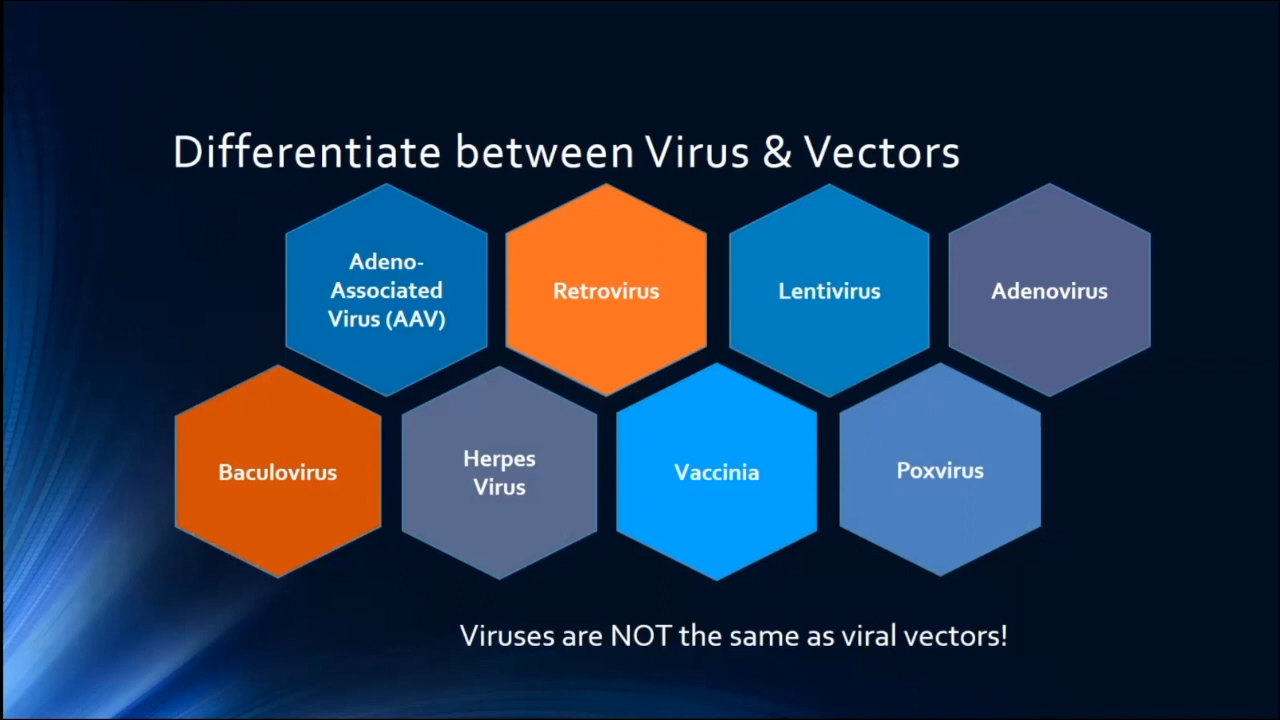 Differentiate between Virus & Vectors
Adeno-
Associated
Virus (AAV)
Retrovirus
Lentivirus
Adenovirus
Baculovirus
Herpes
Virus
Vaccinia
Poxvirus
Viruses are NOT the same as viral vectors!